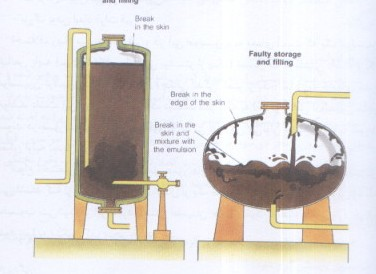 and filling
Break
in the skin
Faulty storage
and filling
Break in the
edge of the skin
Break in the
skin and
mixture with
the emulson